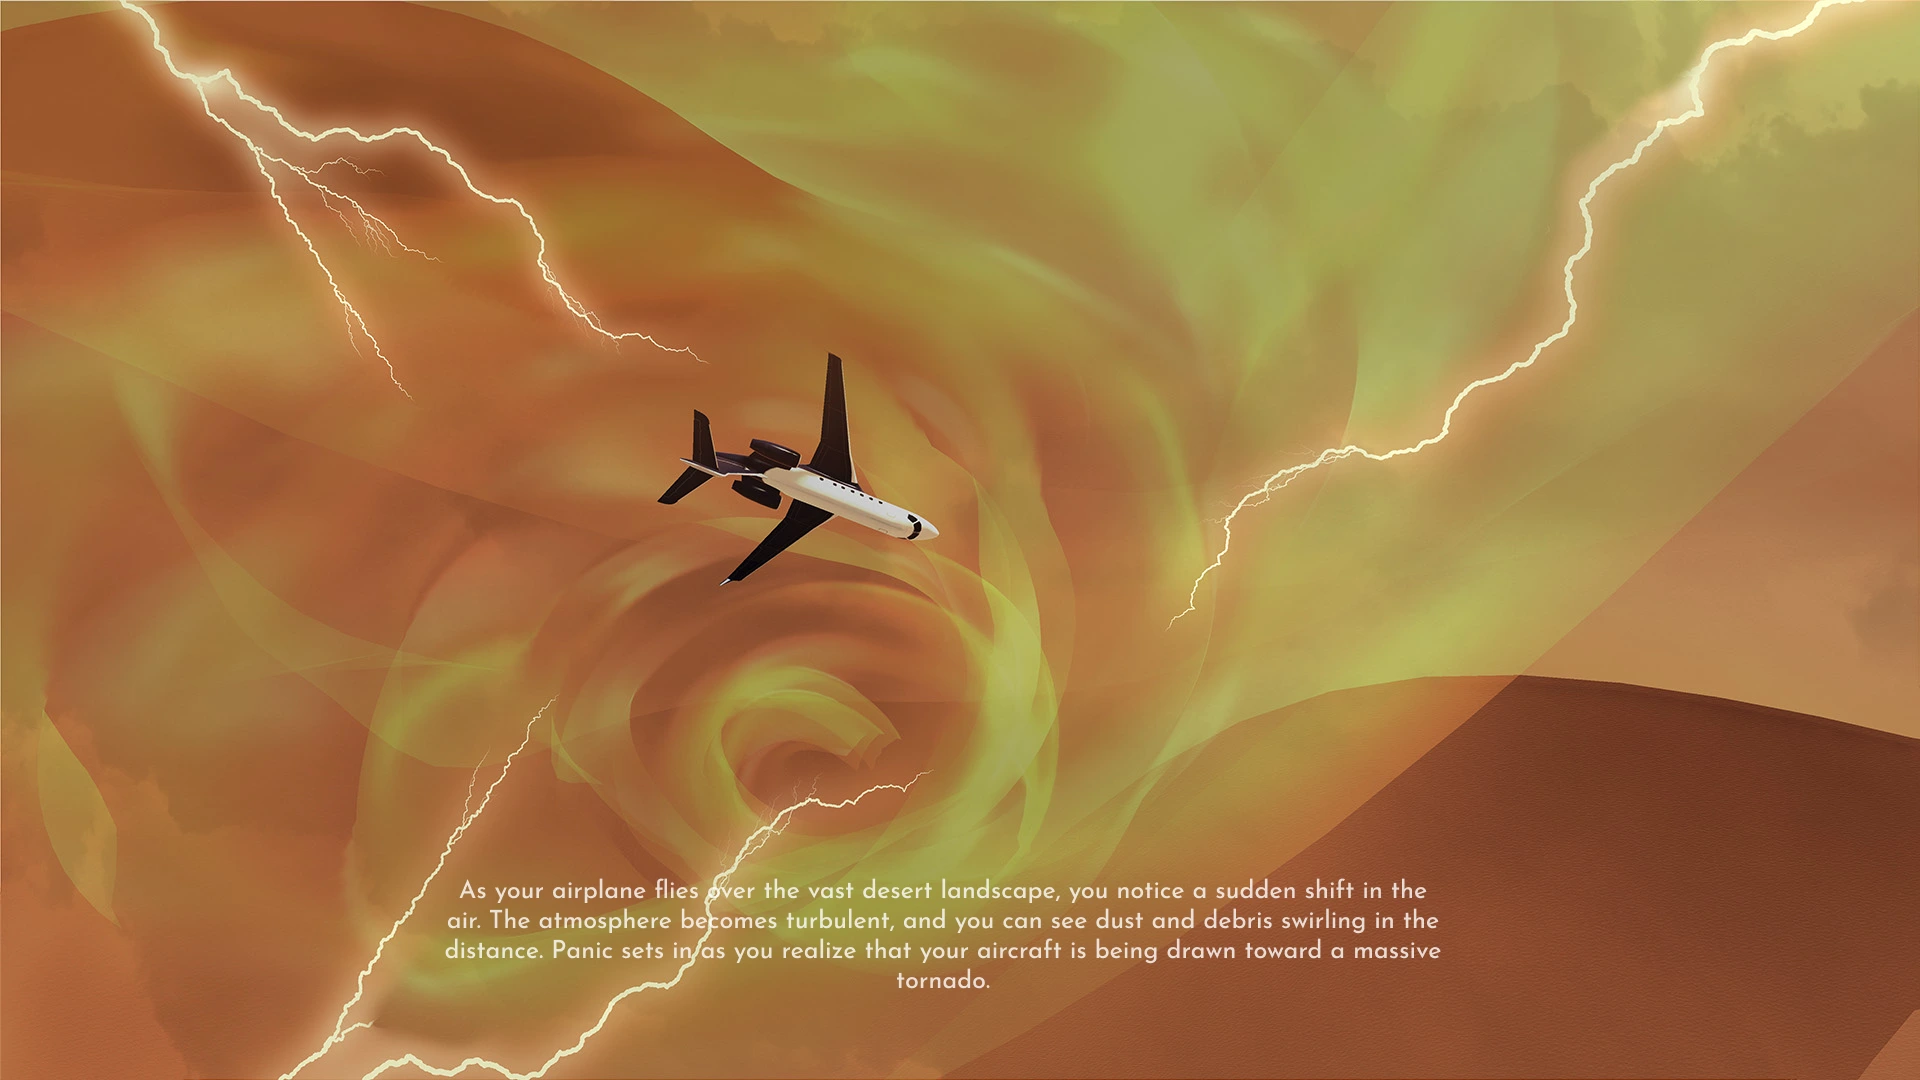 As your airplane flies over the vast desert landscape, you notice a sudden shift in the
air. The atmosphere becomes turbulent, and you can see dust and debris swirling in the
distance. Panic sets in as you realize that your aircraft is being drawn toward a massive
tornado.